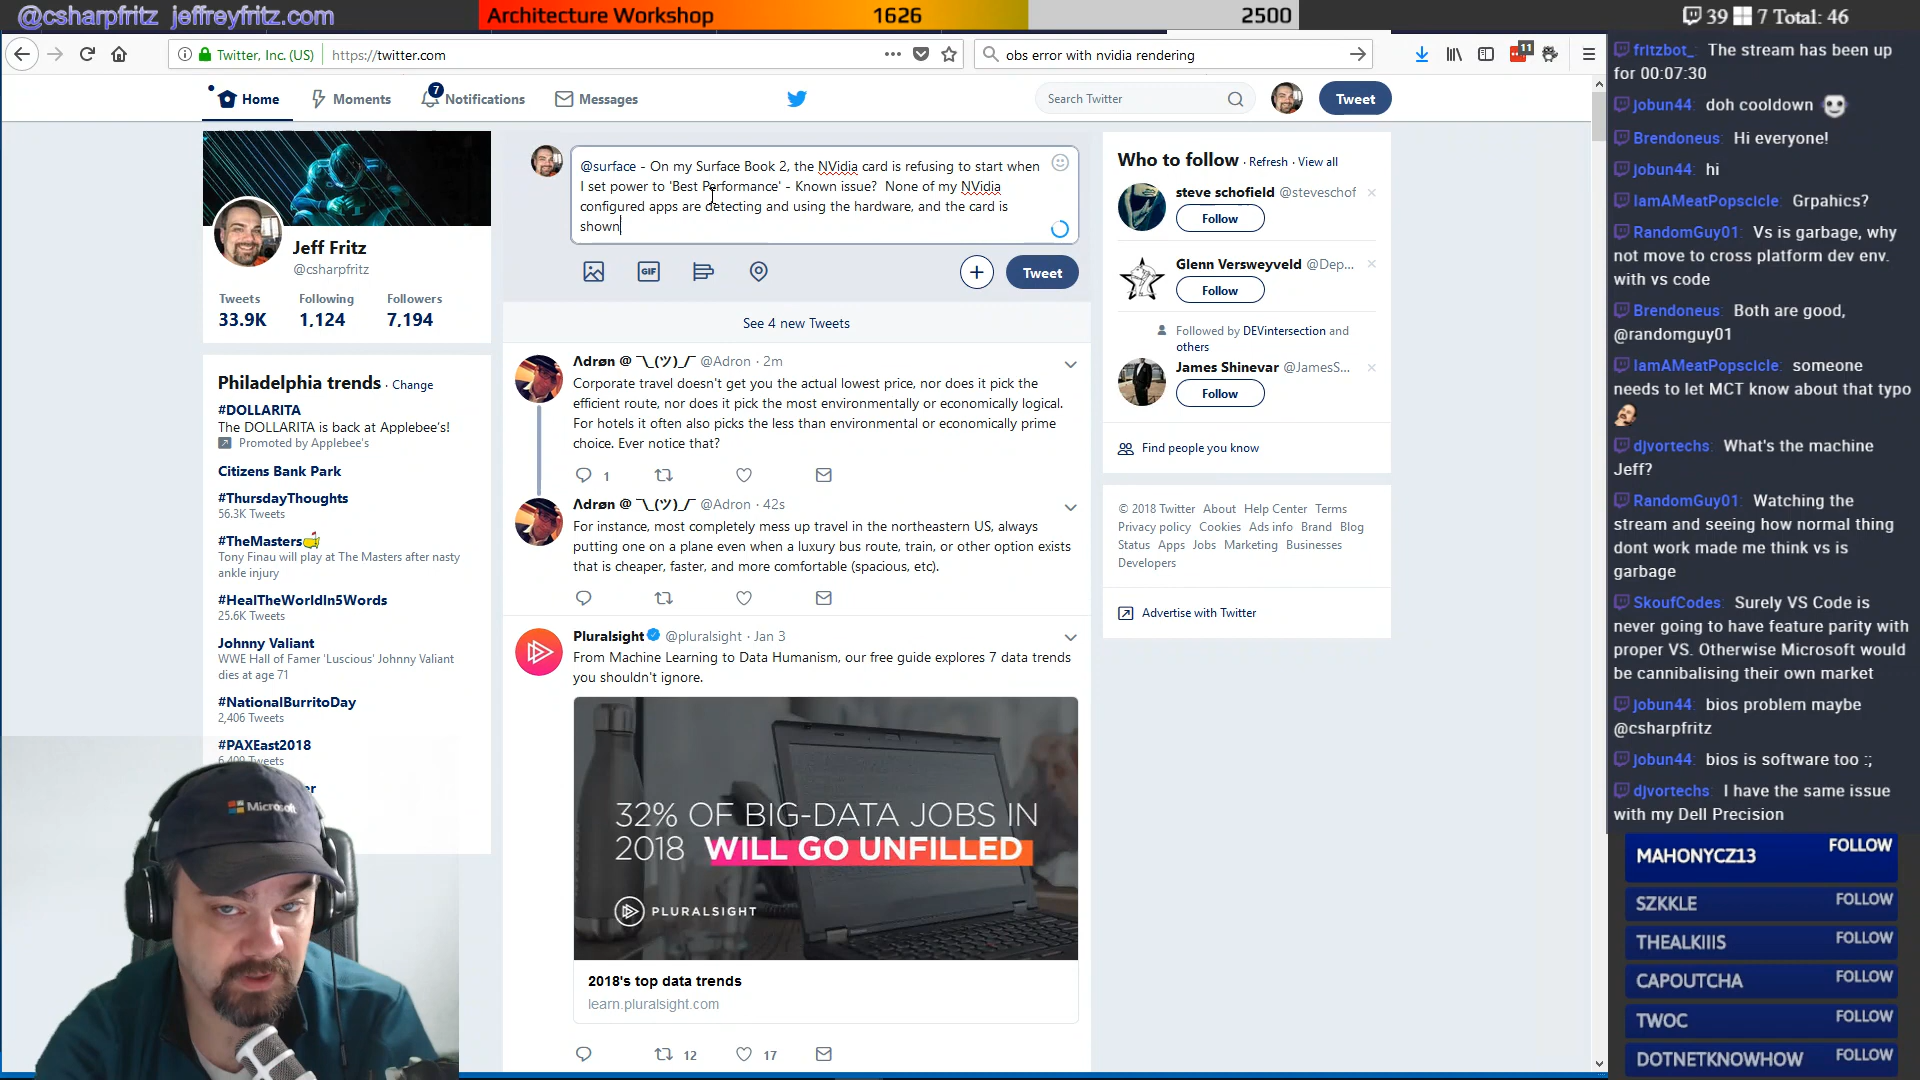 @csharpfritz jeffreyfritz.com
Architecture Workshop 1626 2500
39 7 Total: 46
Twitter, Inc. (US) https://twitter.com
obs error with nvidia rendering
11
Home
Moments
7
Notifications
Messages
Search Twitter
Tweet
Jeff Fritz
@csharpfritz
Tweets Following Followers
33.9K 1,124 7,194
Philadelphia trends · Change
#DOLLARITA
The DOLLARITA is back at Applebee's!
Promoted by Applebee's
Citizens Bank Park
#ThursdayThoughts
56.3K Tweets
#TheMasters
Tony Finau will play at The Masters after nasty
ankle injury
#HealTheWorldIn5Words
25.6K Tweets
Johnny Valiant
WWE Hall of Famer 'Luscious' Johnny Valiant
dies at age 71
#NationalBurritoDay
2,406 Tweets
#PAXEast2018
6,400 Tweets
Microsoft
@surface - On my Surface Book 2, the NVidia card is refusing to start when
I set power to 'Best Performance' - Known issue?  None of my NVidia
configured apps are detecting and using the hardware, and the card is
shown
GIF
Tweet
See 4 new Tweets
Λdrøn @ ¯\_(ツ)_/¯ @Adron · 2m
Corporate travel doesn't get you the actual lowest price, nor does it pick the
efficient route, nor does it pick the most environmentally or economically logical.
For hotels it often also picks the less than environmental or economically prime
choice. Ever notice that?
1
Λdrøn @ ¯\_(ツ)_/¯ @Adron · 42s
For instance, most completely mess up travel in the northeastern US, always
putting one on a plane even when a luxury bus route, train, or other option exists
that is cheaper, faster, and more comfortable (spacious, etc).
Pluralsight @pluralsight · Jan 3
From Machine Learning to Data Humanism, our free guide explores 7 data trends
you shouldn't ignore.
32% OF BIG-DATA JOBS IN
2018 WILL GO UNFILLED
PLURALSIGHT
2018's top data trends
learn.pluralsight.com
12 17
Who to follow · Refresh · View all
steve schofield @steveschof
Follow
Glenn Versweyveld @Dep...
Follow
Followed by DEVintersection and
others
James Shinevar @JamesS...
Follow
Find people you know
© 2018 Twitter About Help Center Terms
Privacy policy Cookies Ads info Brand Blog
Status Apps Jobs Marketing Businesses
Developers
Advertise with Twitter
fritzbot_: The stream has been up
for 00:07:30
Jobun44: doh cooldown
Brendoneus: Hi everyone!
Jobun44: hi
IamAMeatPopscicle: Grpahics?
RandomGuy01: Vs is garbage, why
not move to cross platform dev env.
with vs code
Brendoneus: Both are good,
@randomguy01
IamAMeatPopscicle: someone
needs to let MCT know about that typo
djvortechs: What's the machine
Jeff?
RandomGuy01: Watching the
stream and seeing how normal thing
dont work made me think vs is
garbage
SkoufCodes: Surely VS Code is
never going to have feature parity with
proper VS. Otherwise Microsoft would
be cannibalising their own market
Jobun44: bios problem maybe
@csharpfritz
Jobun44: bios is software too :;
djvortechs: I have the same issue
with my Dell Precision
MAHONYCZ13 FOLLOW
SZKKLE FOLLOW
THEALKIIIS FOLLOW
CAPOUTCHA FOLLOW
TWOC FOLLOW
DOTNETKNOWHOW FOLLOW